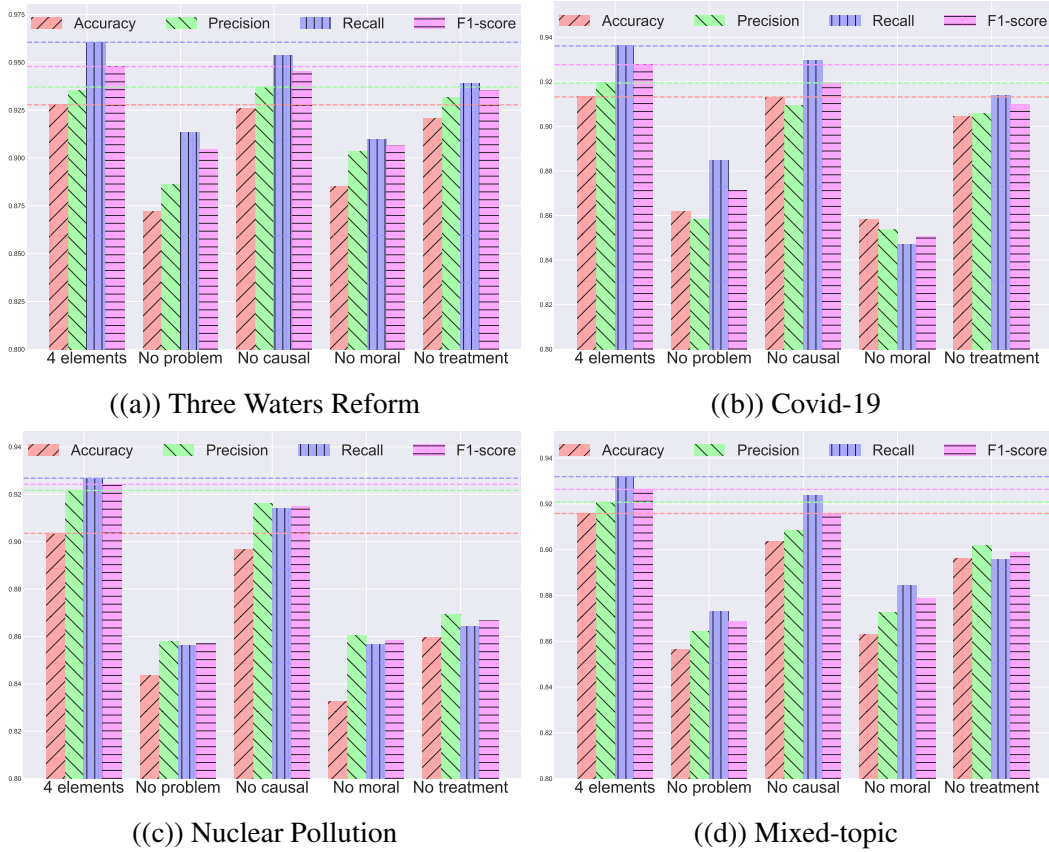 Accuracy Precision Recall F1-score
0.975
0.950
0.925
0.900
0.875
0.850
0.825
0.800
4 elements No problem No causal No moral No treatment
((a)) Three Waters Reform
Accuracy Precision Recall F1-score
0.94
0.92
0.90
0.88
0.86
0.84
0.82
0.80
4 elements No problem No causal No moral No treatment
((b)) Covid-19
Accuracy Precision Recall F1-score
0.94
0.92
0.90
0.88
0.86
0.84
0.82
0.80
4 elements No problem No causal No moral No treatment
((c)) Nuclear Pollution
Accuracy Precision Recall F1-score
0.94
0.92
0.90
0.88
0.86
0.84
0.82
0.80
4 elements No problem No causal No moral No treatment
((d)) Mixed-topic